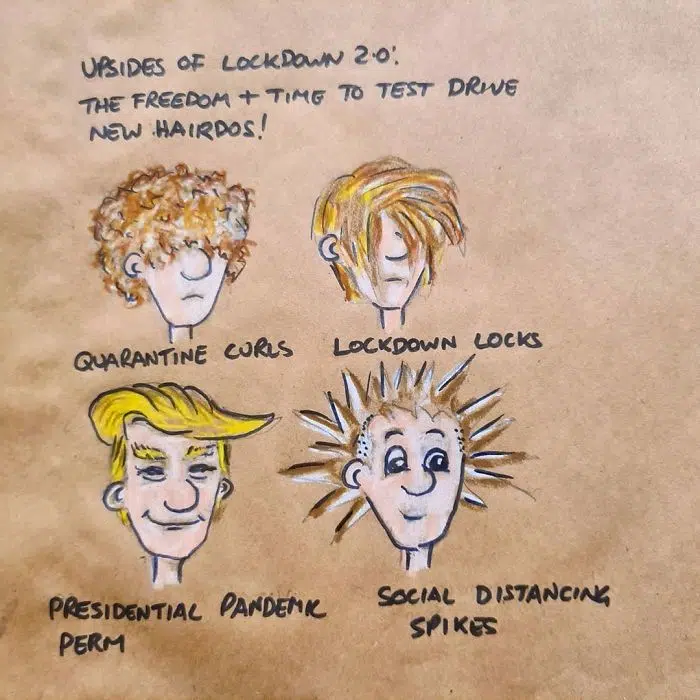 UPSIDES OF LOCKDOWN 2.0:
THE FREEDOM + TIME TO TEST DRIVE
NEW HAIRDOS!
QUARANTINE CURLS
LOCKDOWN LOCKS
PRESIDENTIAL PANDEMIC
PERM
SOCIAL DISTANCING
SPIKES